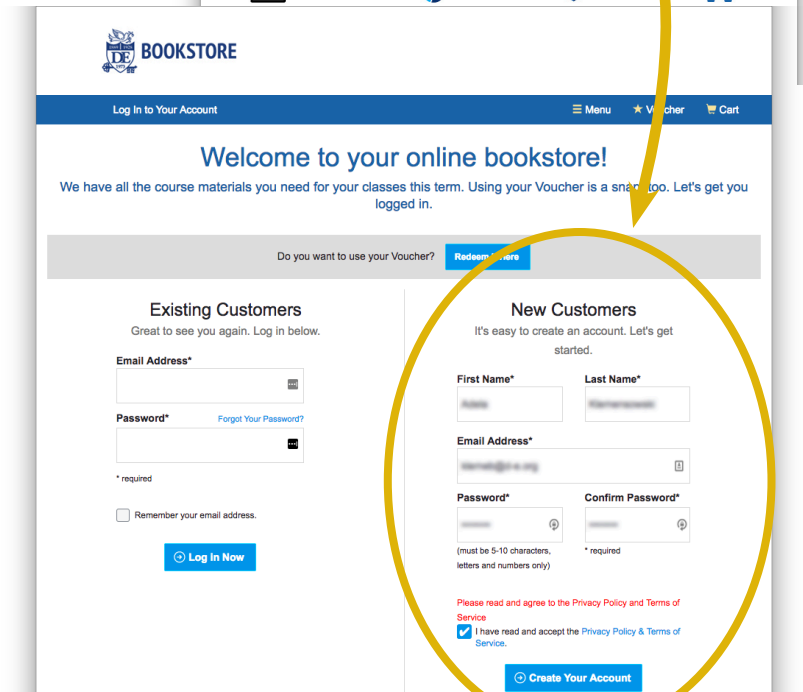 DE
BOOKSTORE
Log In to Your Account
Menu
Cart
Welcome to your online bookstore!
We have all the course materials you need for your classes this term. Using your Voucher is a snap, too. Let's get you
logged in.
Do you want to use your Voucher?
Existing Customers
Great to see you again. Log in below.
Email Address*
Password* Forgot Your Password?
* required
Remember your email address.
Log In Now
New Customers
It's easy to create an account. Let's get
started.
First Name* Last Name*
Email Address*
Password* Confirm Password*
(must be 5-10 characters,
letters and numbers only)
* required
Please read and agree to the Privacy Policy and Terms of
Service
I have read and accept the Privacy Policy & Terms of
Service.
Create Your Account